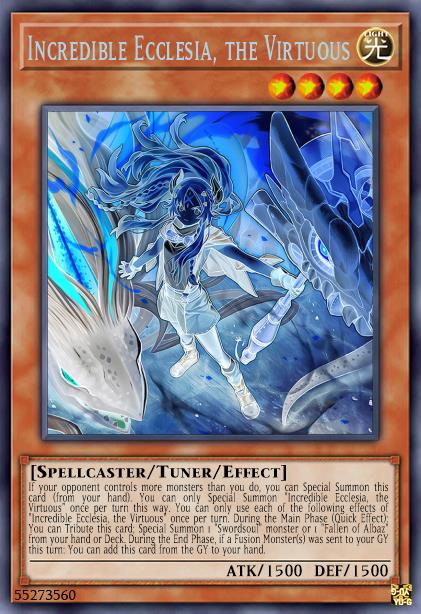 Incredible Ecclesia, the Virtuous
LIGHT
光
[Spellcaster/Tuner/Effect]
If your opponent controls more monsters than you do, you can Special Summon this
card (from your hand). You can only Special Summon "Incredible Ecclesia, the
Virtuous" once per turn this way. You can only use each of the following effects of
"Incredible Ecclesia, the Virtuous" once per turn. During the Main Phase (Quick Effect):
You can Tribute this card; Special Summon 1 "Swordsoul" monster or 1 "Fallen of Albaz"
from your hand or Deck. During the End Phase, if a Fusion Monster(s) was sent to your GY
this turn: You can add this card from the GY to your hand.
ATK/1500 DEF/1500
55273560